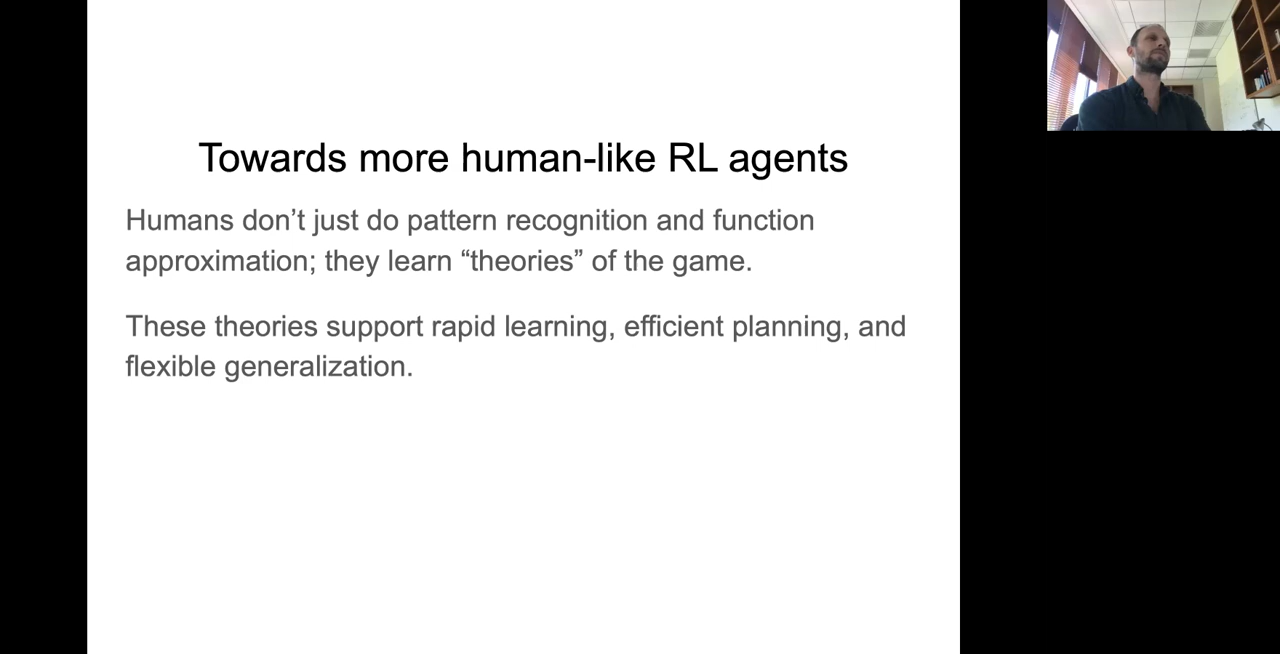 Towards more human-like RL agents
Humans don’t just do pattern recognition and function
approximation; they learn “theories” of the game.
These theories support rapid learning, efficient planning, and
flexible generalization.